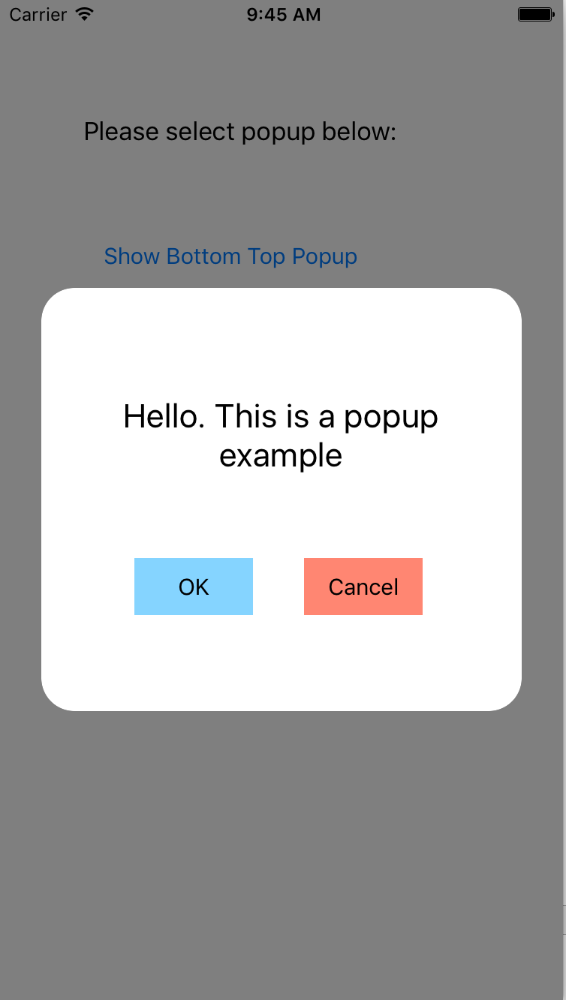 Carrier 9:45 AM
Please select popup below:
Show Bottom Top Popup
Hello. This is a popup
example
OK Cancel